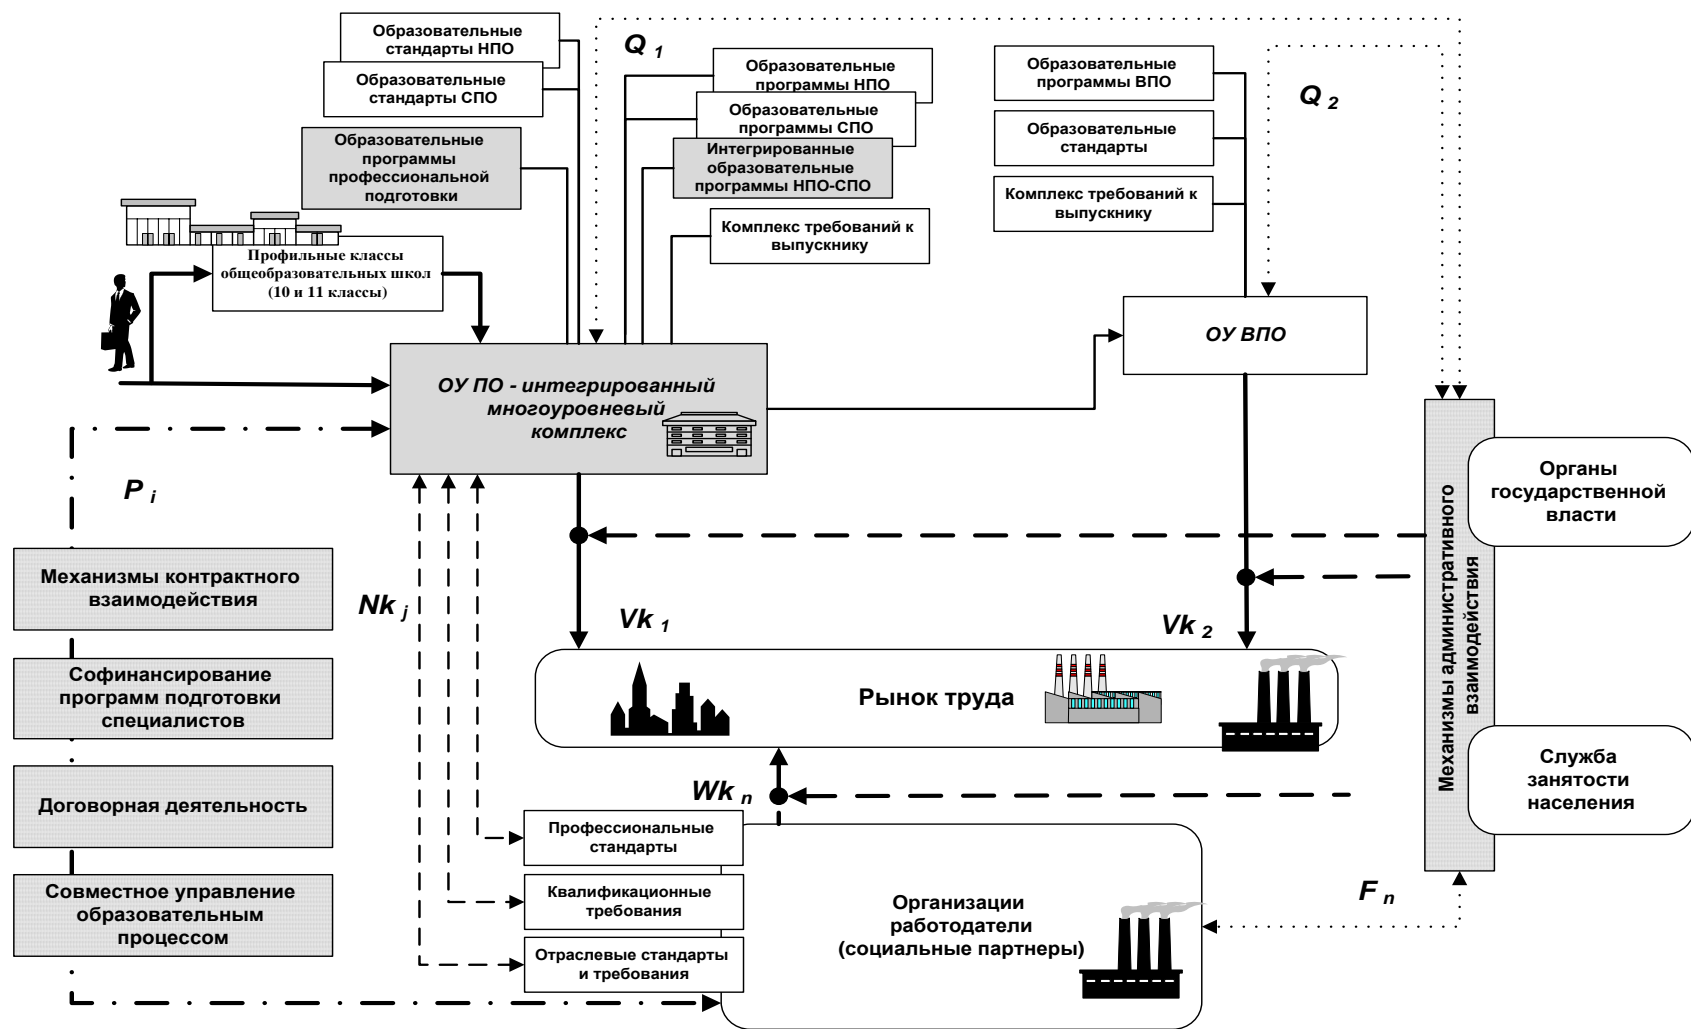 Образовательные
стандарты НПО
Образовательные
стандарты СПО
Образовательные
программы
профессиональной
подготовки
Q 1
Образовательные
программы НПО
Образовательные
программы СПО
Интегрированные
образовательные
программы НПО-СПО
Комплекс требований к
выпускнику
Образовательные
программы ВПО
Образовательные
стандарты
Комплекс требований к
выпускнику
Q 2
Профильные классы
общеобразовательных школ
(10 и 11 классы)
ОУ ПО - интегрированный
многоуровневый
комплекс
ОУ ВПО
P i
Механизмы контрактного
взаимодействия
Софинансирование
программ подготовки
специалистов
Договорная деятельность
Совместное управление
образовательным
процессом
Nk j
Vk 1
Vk 2
Рынок труда
Wk n
Профессиональные
стандарты
Квалификационные
требования
Отраслевые стандарты
и требования
Организации
работодатели
(социальные партнеры)
F n
Механизмы административного
взаимодействия
Органы
государственной
власти
Служба
занятости
населения